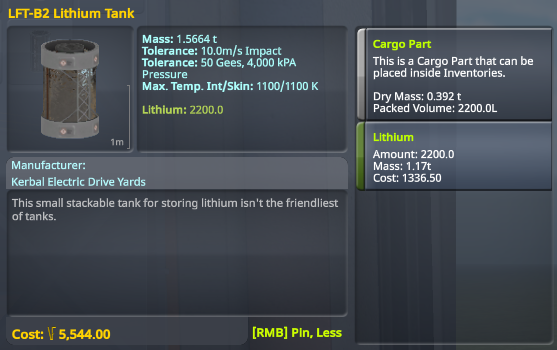 LFT-B2 Lithium Tank
1m
Mass: 1.5664 t
Tolerance: 10.0m/s Impact
Tolerance: 50 Gees, 4,000 kPA
Pressure
Max. Temp. Int/Skin: 1100/1100 K
Lithium: 2200.0
Manufacturer:
Kerbal Electric Drive Yards
This small stackable tank for storing lithium isn't the friendliest
of tanks.
Cost: 5,544.00
[RMB] Pin, Less
Cargo Part
This is a Cargo Part that can be
placed inside Inventories.
Dry Mass: 0.392 t
Packed Volume: 2200.0L
Lithium
Amount: 2200.0
Mass: 1.17t
Cost: 1336.50